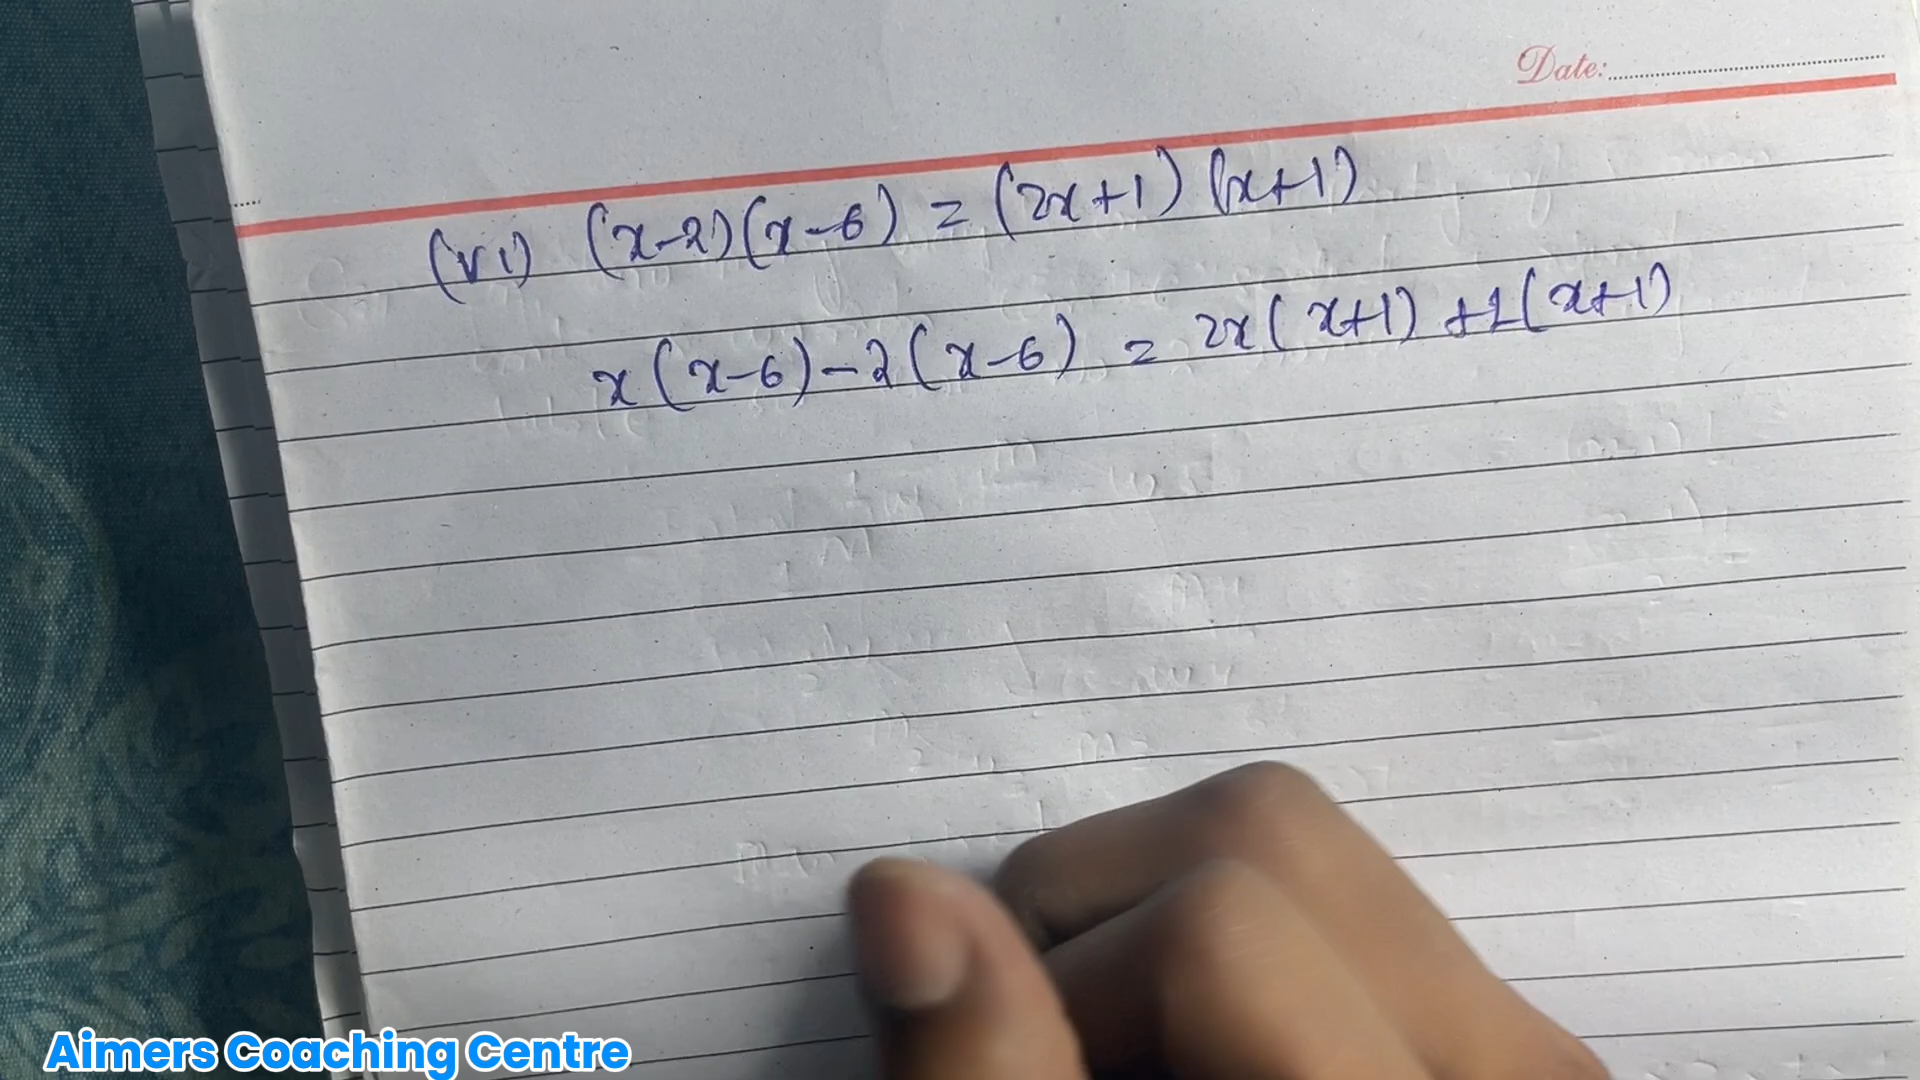 Date:
(vi) (x-2)(x-6) = (2x+1) (x+1)
x(x-6)-2(x-6) = 2x(x+1) +1(x+1)
Aimers Coaching Centre